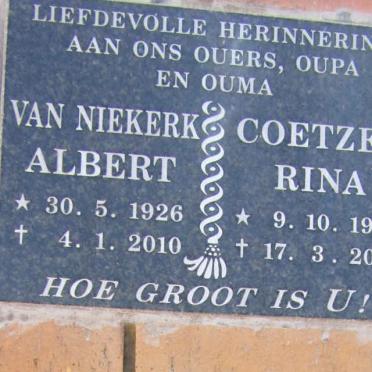 LIEFDEVOLLE HERINNERIN
AAN ONS OUERS, OUPA
EN OUMA
VAN NIEKERK COETZE
ALBERT RINA
★ 30. 5. 1926 ★ 9. 10. 19
† 4. 1. 2010 † 17. 3. 20
HOE GROOT IS U!